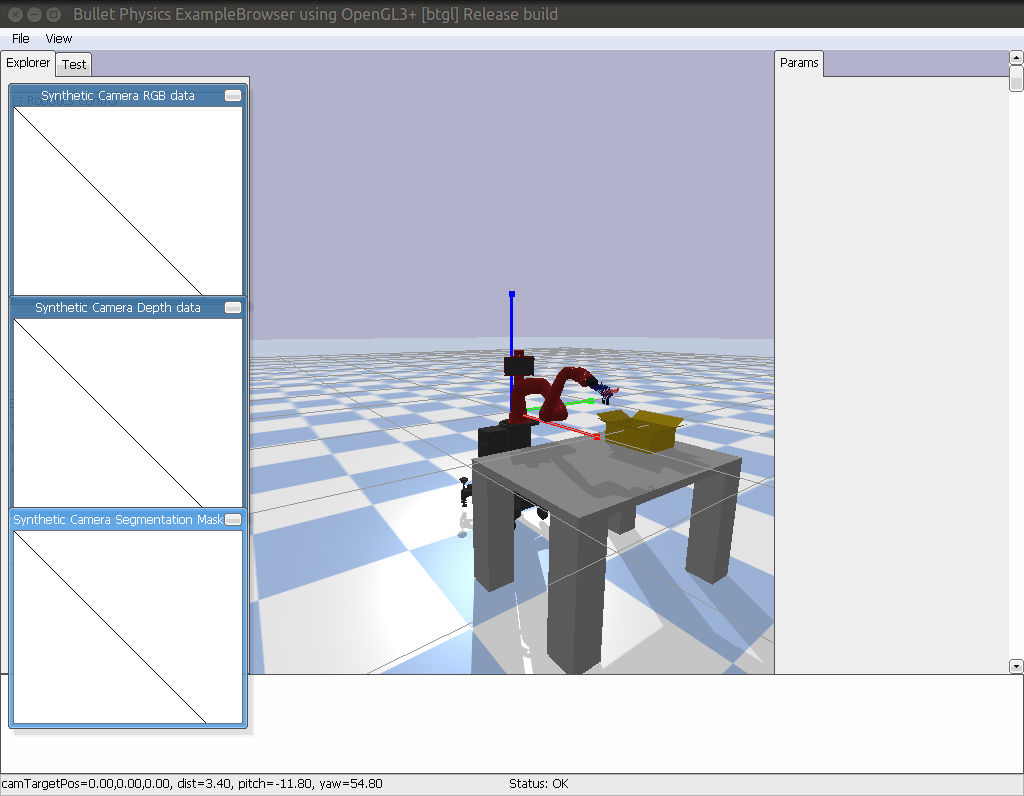 Bullet Physics ExampleBrowser using OpenGL3+ [btgl] Release build
File View
Explorer Test
Params
Synthetic Camera RGB data
Synthetic Camera Depth data
Synthetic Camera Segmentation Mask
camTargetPos=0.00,0.00,0.00, dist=3.40, pitch=-11.80, yaw=54.80
Status: OK